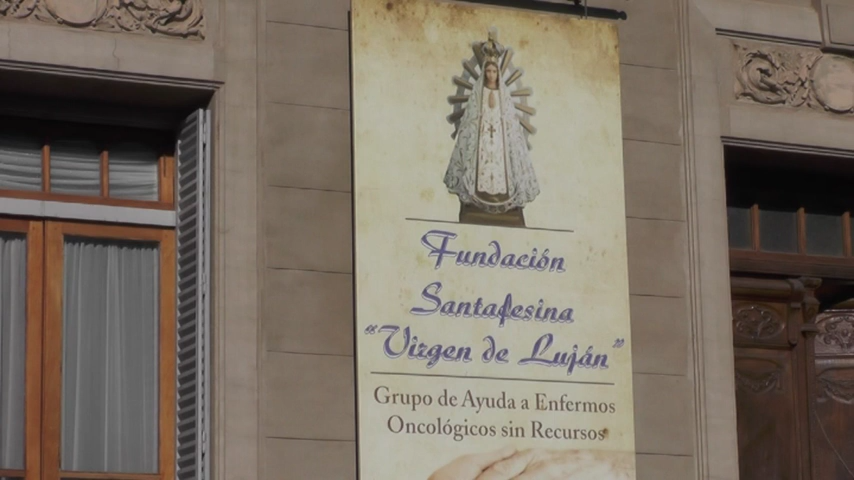 Fundación
Santafesina
“Virgen de Luján”
Grupo de Ayuda a Enfermos
Oncológicos sin Recursos